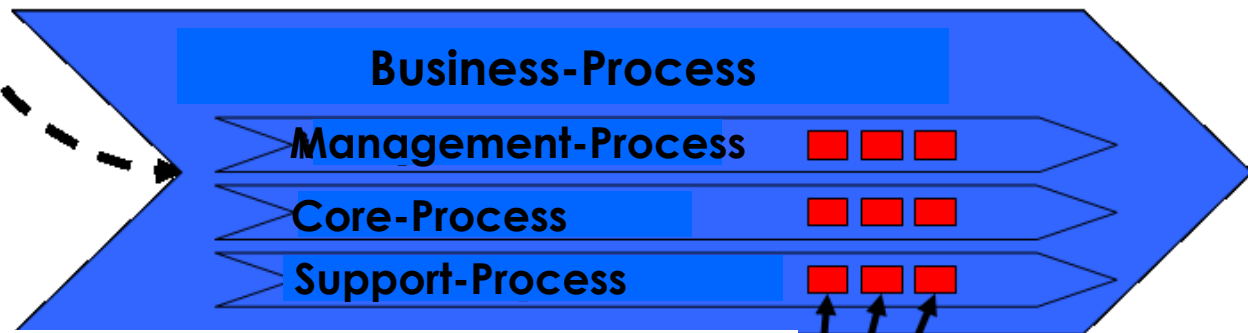 Business-Process
Management-Process
Core-Process
Support-Process